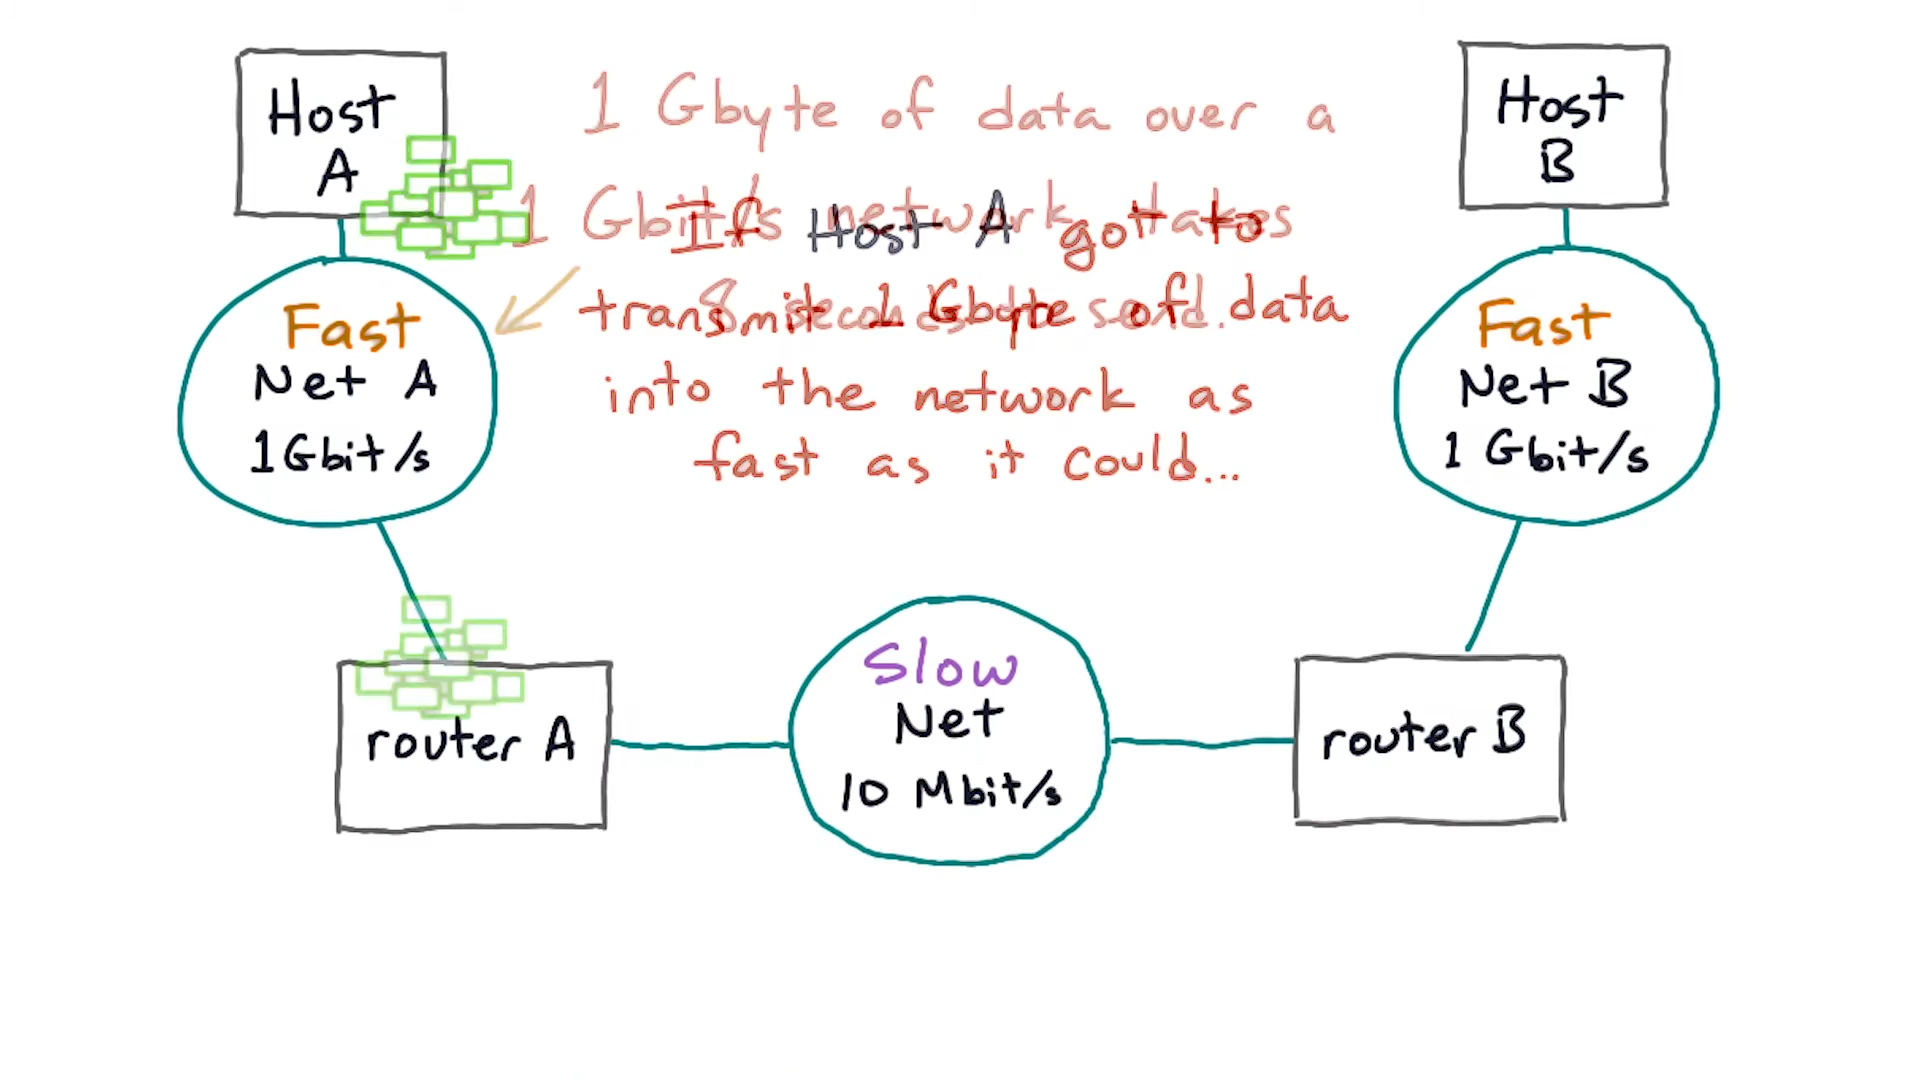 Host
A
Host
B
1 Gbyte of data over a
1 Gbit/s network takes
8 seconds to send.
If Host A got to
transmit 1 Gbyte of data
into the network as
fast as it could...
Fast
Net A
1Gbit/s
Fast
Net B
1 Gbit/s
router A
Slow
Net
10 Mbit/s
router B